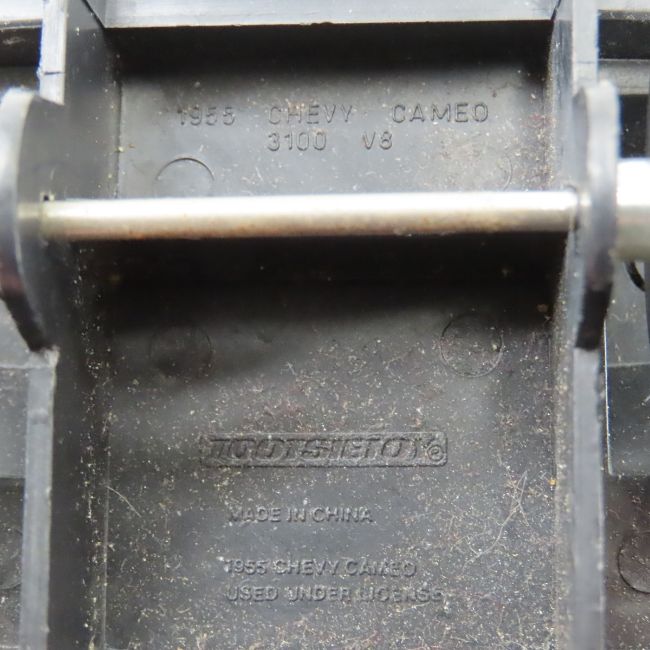 1955 CHEVY CAMEO
3100 V8
TOOTSIETOY®
MADE IN CHINA
1955 CHEVY CAMEO
USED UNDER LICENSE